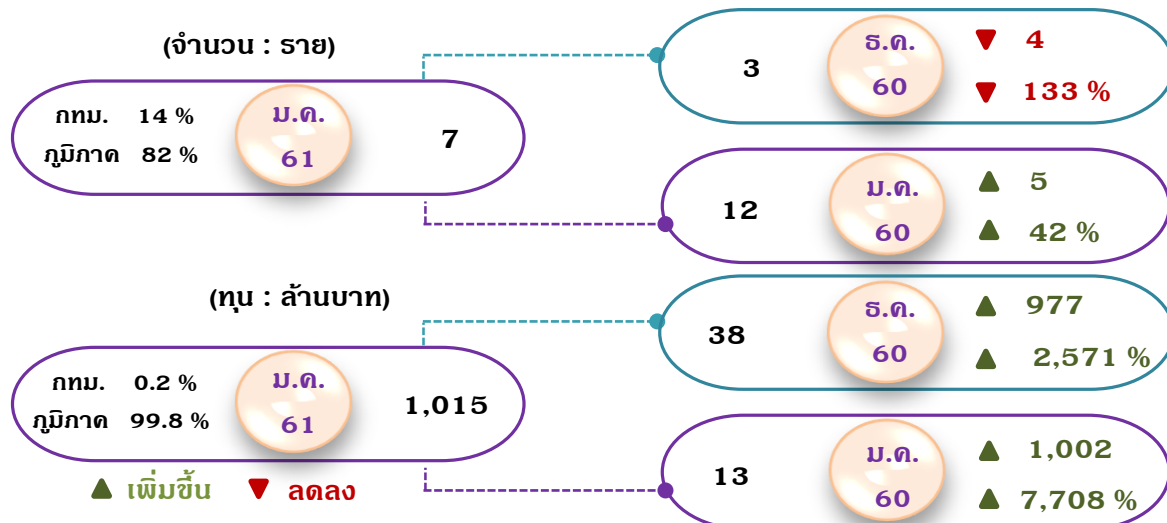 (จำนวน : ราย)
กทม. 14 %
ภูมิภาค 82 %
ม.ค.
61
7
3
ธ.ค.
60
▼ 4
▼ 133 %
12
ม.ค.
60
▲ 5
▲ 42 %
(ทุน : ล้านบาท)
กทม. 0.2 %
ภูมิภาค 99.8 %
ม.ค.
61
1,015
38
ธ.ค.
60
▲ 977
▲ 2,571 %
13
ม.ค.
60
▲ 1,002
▲ 7,708 %
▲ เพิ่มขึ้น ▼ ลดลง